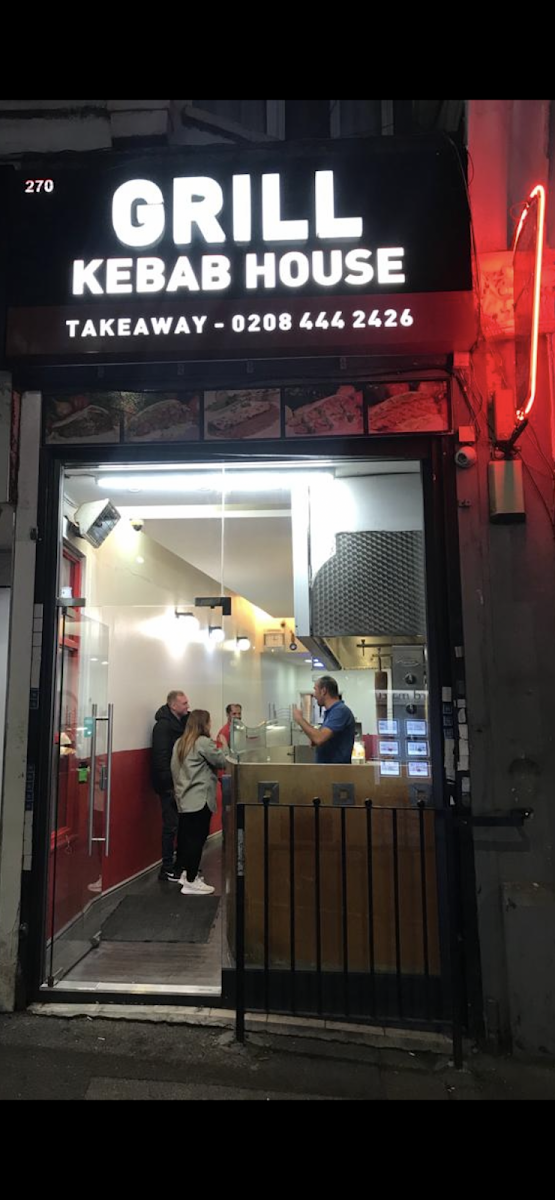 270
GRILL
KEBAB HOUSE
TAKEAWAY - 0208 444 2426